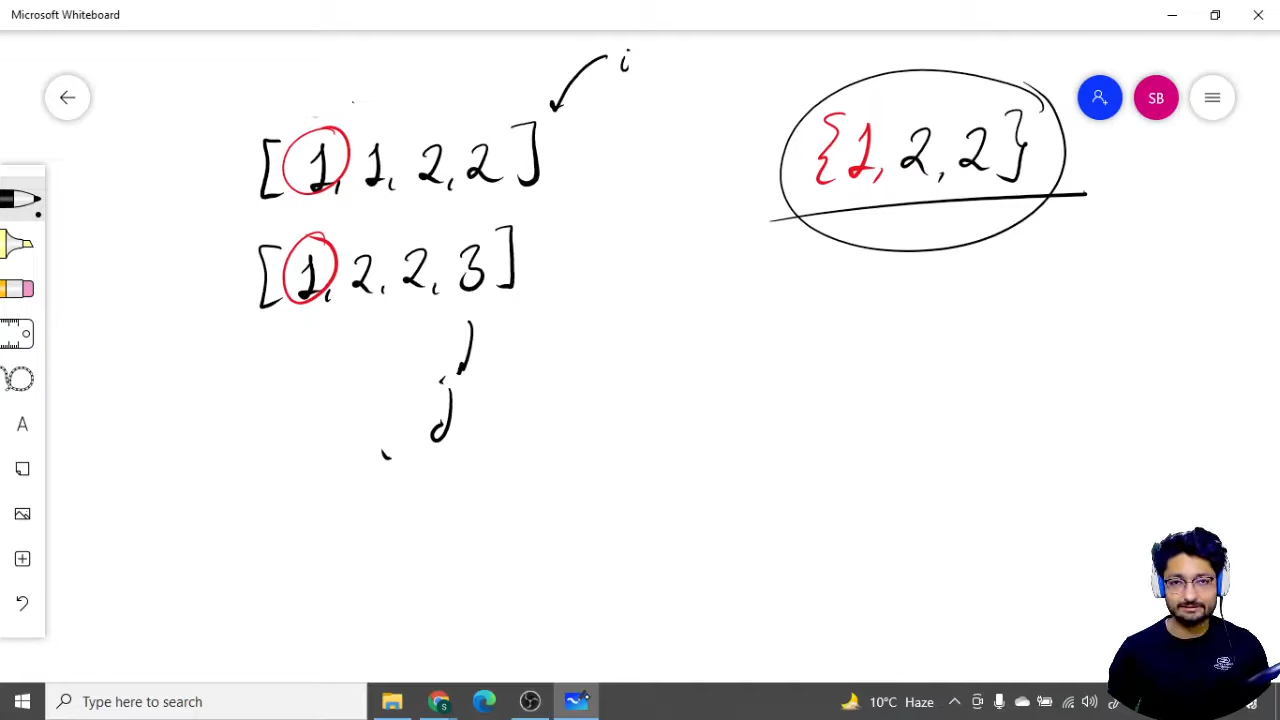 Microsoft Whiteboard
i
[1, 1, 2, 2]
{1, 2, 2}
SB
[1, 2, 2, 3]
j
A
Type here to search
10°C Haze